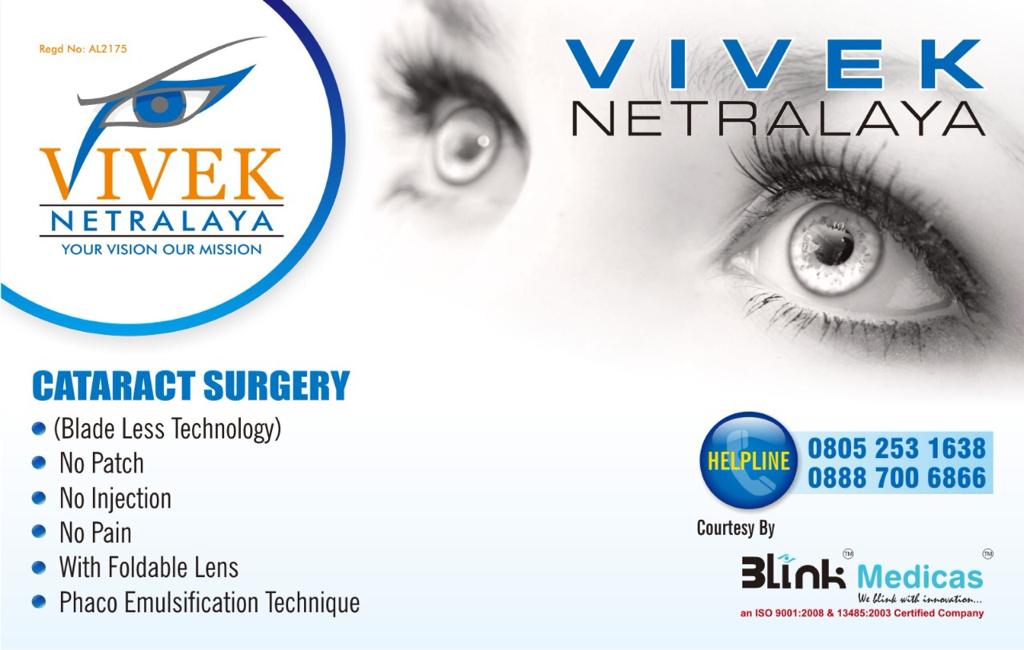 Regd No: AL2175
VIVEK
NETRALAYA
YOUR VISION OUR MISSION
VIVEK
NETRALAYA
CATARACT SURGERY
(Blade Less Technology)
No Patch
No Injection
No Pain
With Foldable Lens
Phaco Emulsification Technique
HELPLINE
0805 253 1638
0888 700 6866
Courtesy By
Blink™ Medicas™
We blink with innovation...
an ISO 9001:2008 & 13485:2003 Certified Company